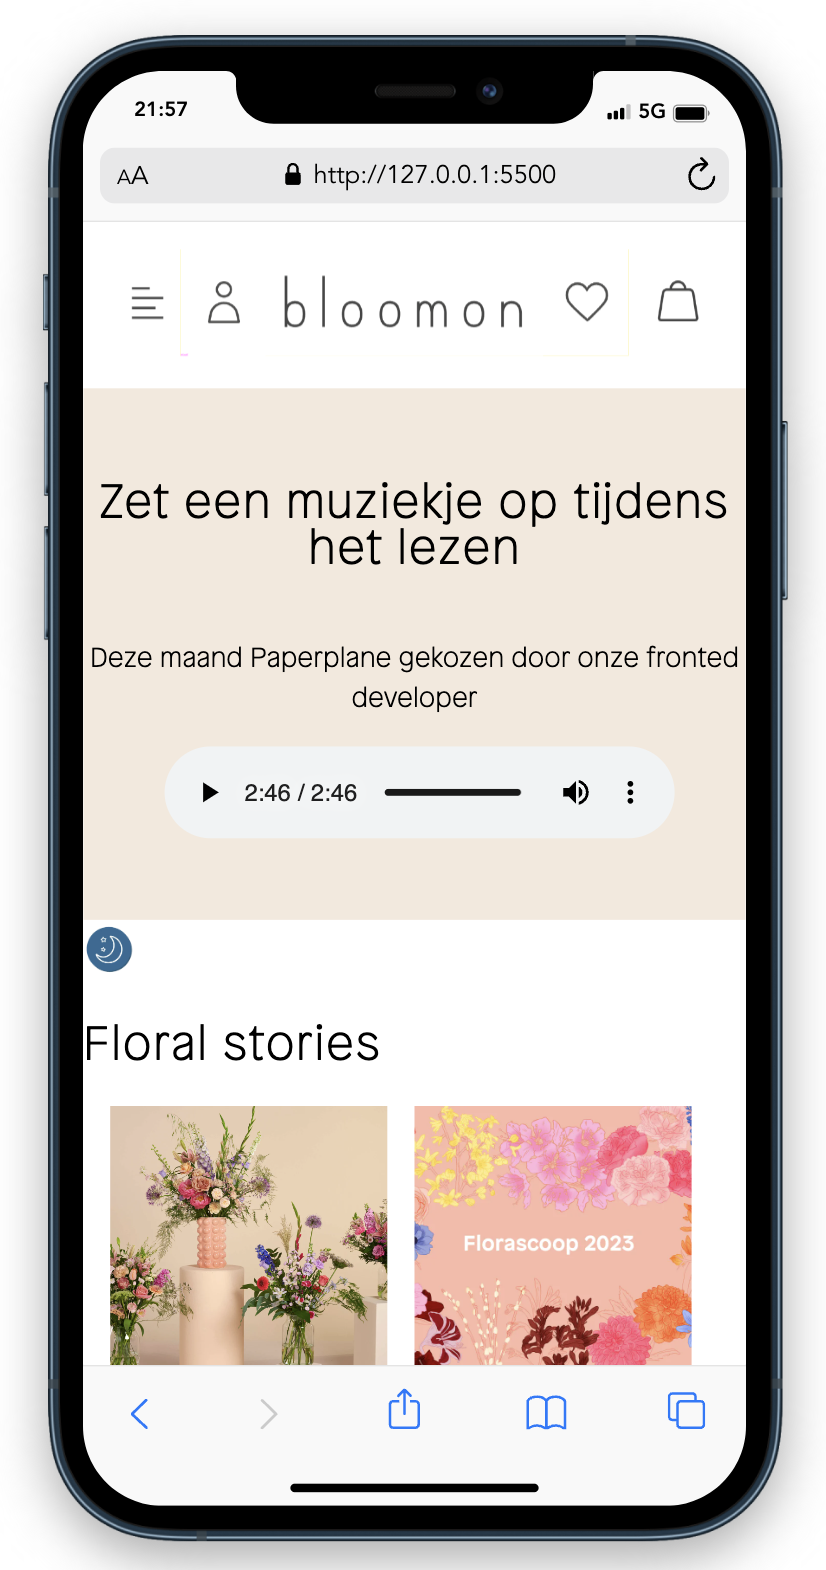 21:57
5G
AA
http://127.0.0.1:5500
bloomon
Zet een muziekje op tijdens
het lezen
Deze maand Paperplane gekozen door onze fronted
developer
2:46 / 2:46
Floral stories
Florascoop 2023